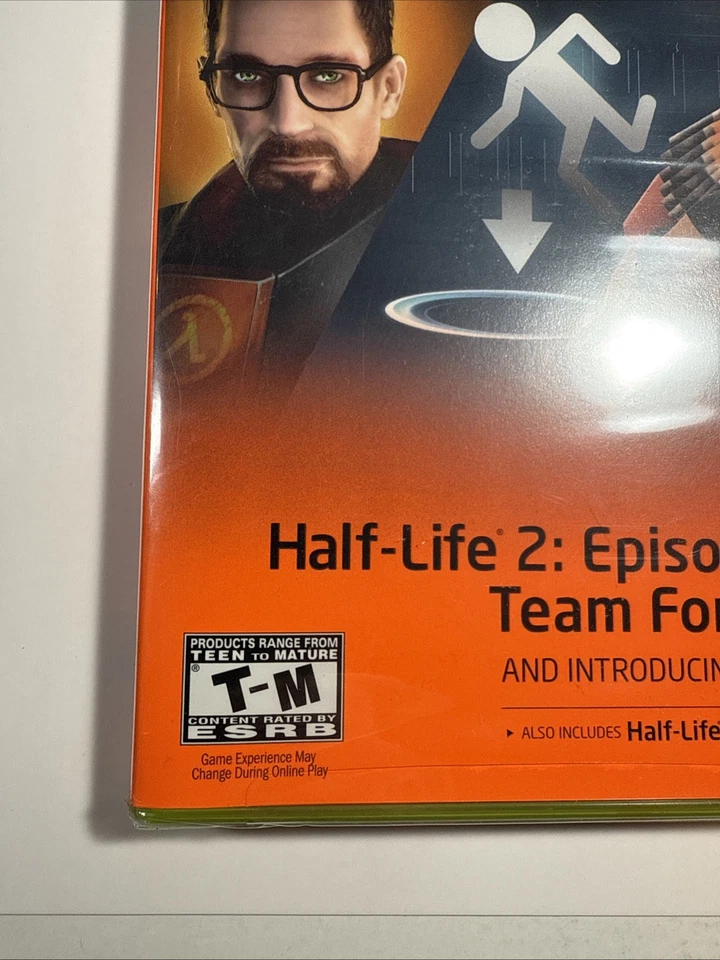 Half-Life® 2: Episo
Team Fo
AND INTRODUCIN
▸ ALSO INCLUDES Half-Life
PRODUCTS RANGE FROM
TEEN TO MATURE
® T-M
CONTENT RATED BY
ESRB
Game Experience May
Change During Online Play